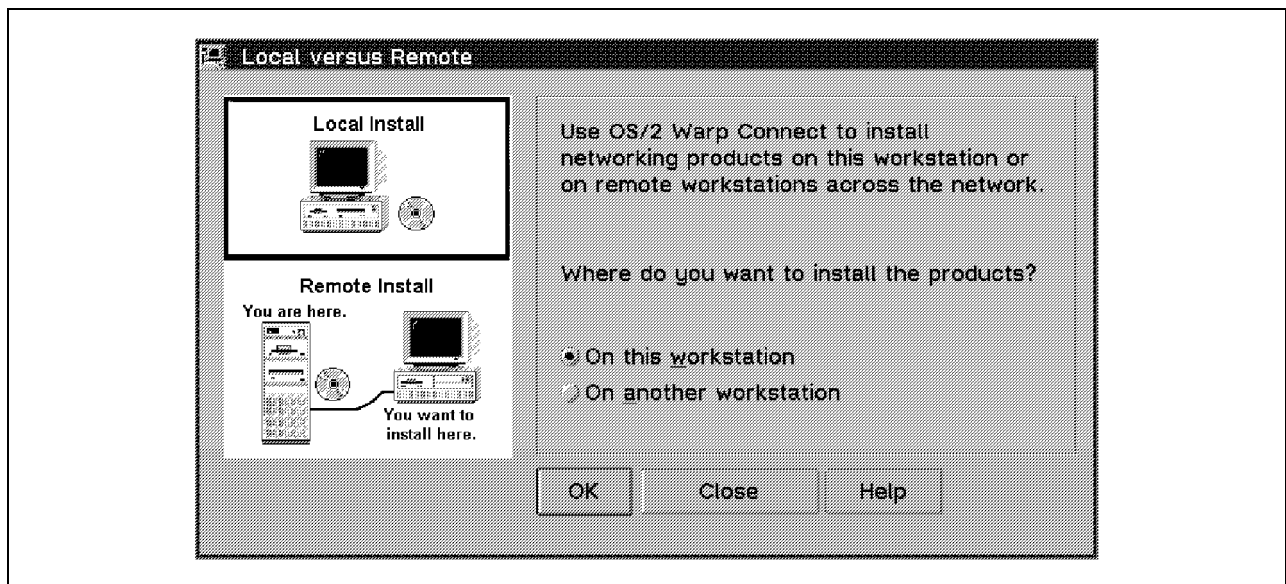 Local versus Remote
Local Install
Remote Install
You are here.
You want to
install here.
Use OS/2 Warp Connect to install
networking products on this workstation or
on remote workstations across the network.
Where do you want to install the products?
On this workstation
On another workstation
OK
Close
Help